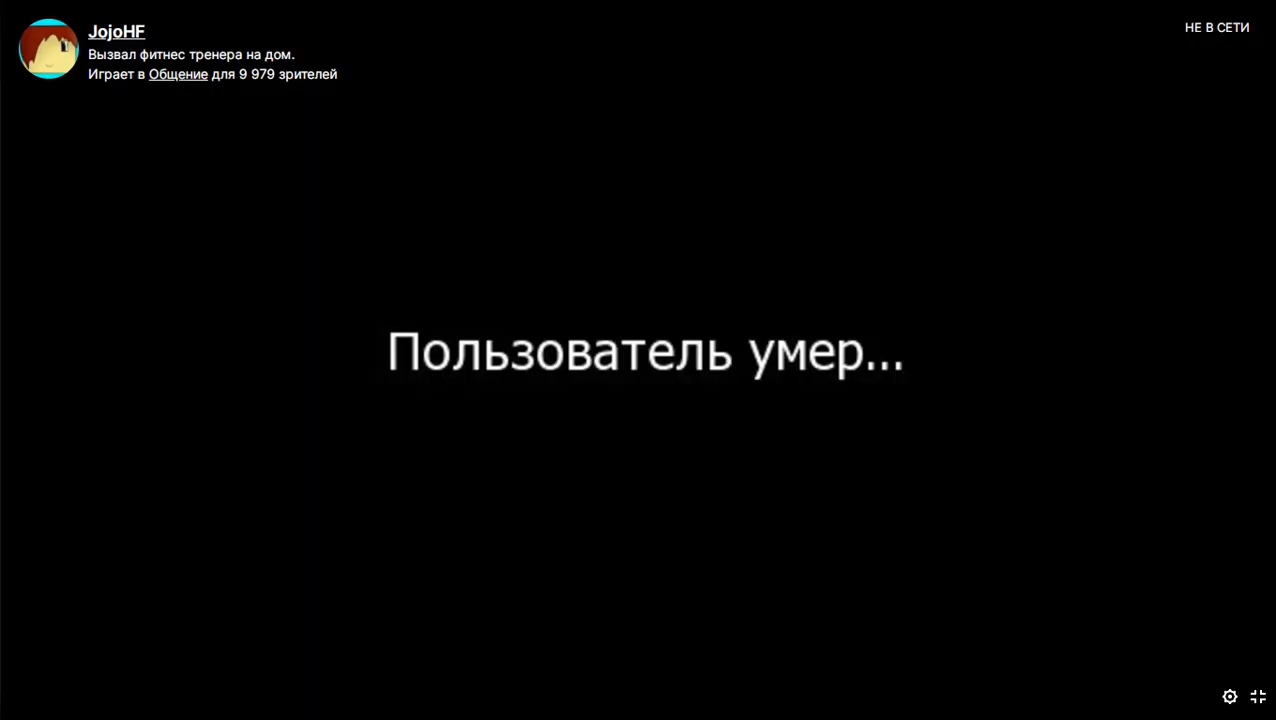 JojoHF
НЕ В СЕТИ
Вызвал фитнес тренера на дом.
Играет в Общение для 9 979 зрителей
Пользователь умер...